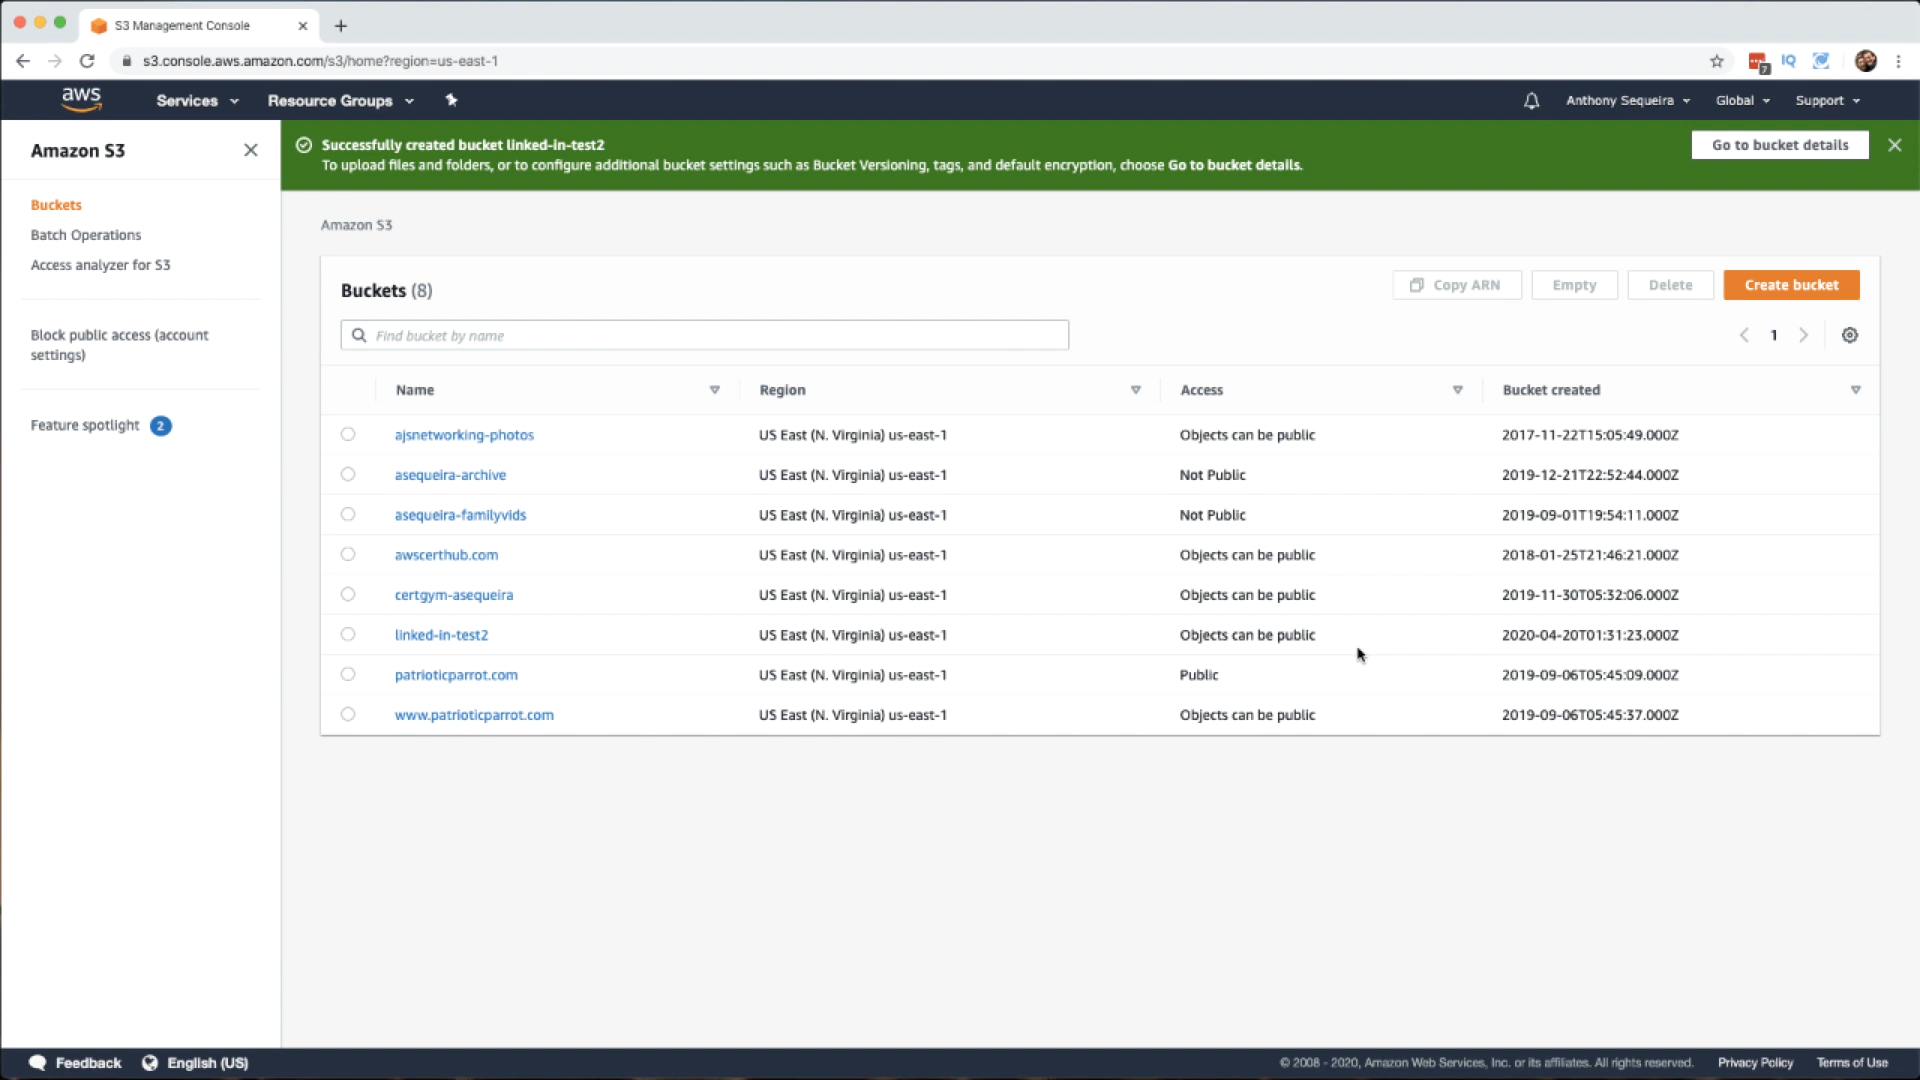 S3 Management Console
s3.console.aws.amazon.com/s3/home?region=us-east-1
7
IQ
aws
Services
Resource Groups
Anthony Sequeira
Global
Support
Amazon S3
Buckets
Batch Operations
Access analyzer for S3
Block public access (account
settings)
Feature spotlight 2
Successfully created bucket linked-in-test2
To upload files and folders, or to configure additional bucket settings such as Bucket Versioning, tags, and default encryption, choose Go to bucket details.
Go to bucket details
Amazon S3
Buckets (8)
Copy ARN
Empty
Delete
Create bucket
Find bucket by name
1
Name Region Access Bucket created
ajsnetworking-photos US East (N. Virginia) us-east-1 Objects can be public 2017-11-22T15:05:49.000Z
asequeira-archive US East (N. Virginia) us-east-1 Not Public 2019-12-21T22:52:44.000Z
asequeira-familyvids US East (N. Virginia) us-east-1 Not Public 2019-09-01T19:54:11.000Z
awscerthub.com US East (N. Virginia) us-east-1 Objects can be public 2018-01-25T21:46:21.000Z
certgym-asequeira US East (N. Virginia) us-east-1 Objects can be public 2019-11-30T05:32:06.000Z
linked-in-test2 US East (N. Virginia) us-east-1 Objects can be public 2020-04-20T01:31:23.000Z
patrioticparrot.com US East (N. Virginia) us-east-1 Public 2019-09-06T05:45:09.000Z
www.patrioticparrot.com US East (N. Virginia) us-east-1 Objects can be public 2019-09-06T05:45:37.000Z
Feedback
English (US)
© 2008 - 2020, Amazon Web Services, Inc. or its affiliates. All rights reserved.
Privacy Policy
Terms of Use